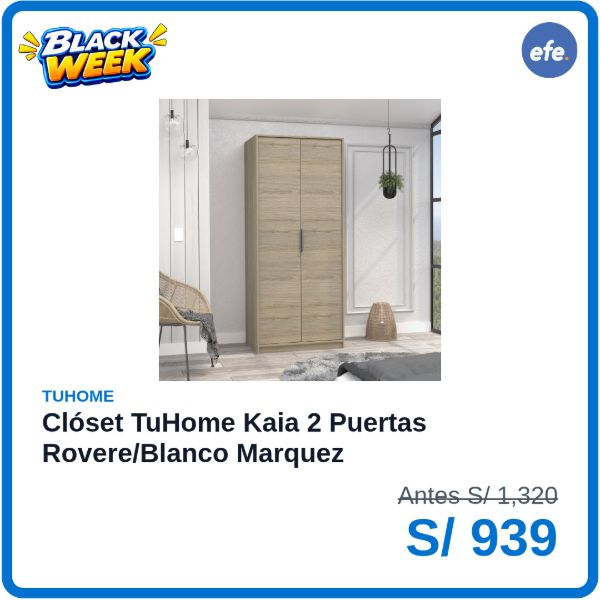 BLACK
WEEK
efe.
TUHOME
Clóset TuHome Kaia 2 Puertas
Rovere/Blanco Marquez
Antes S/ 1,320
S/ 939